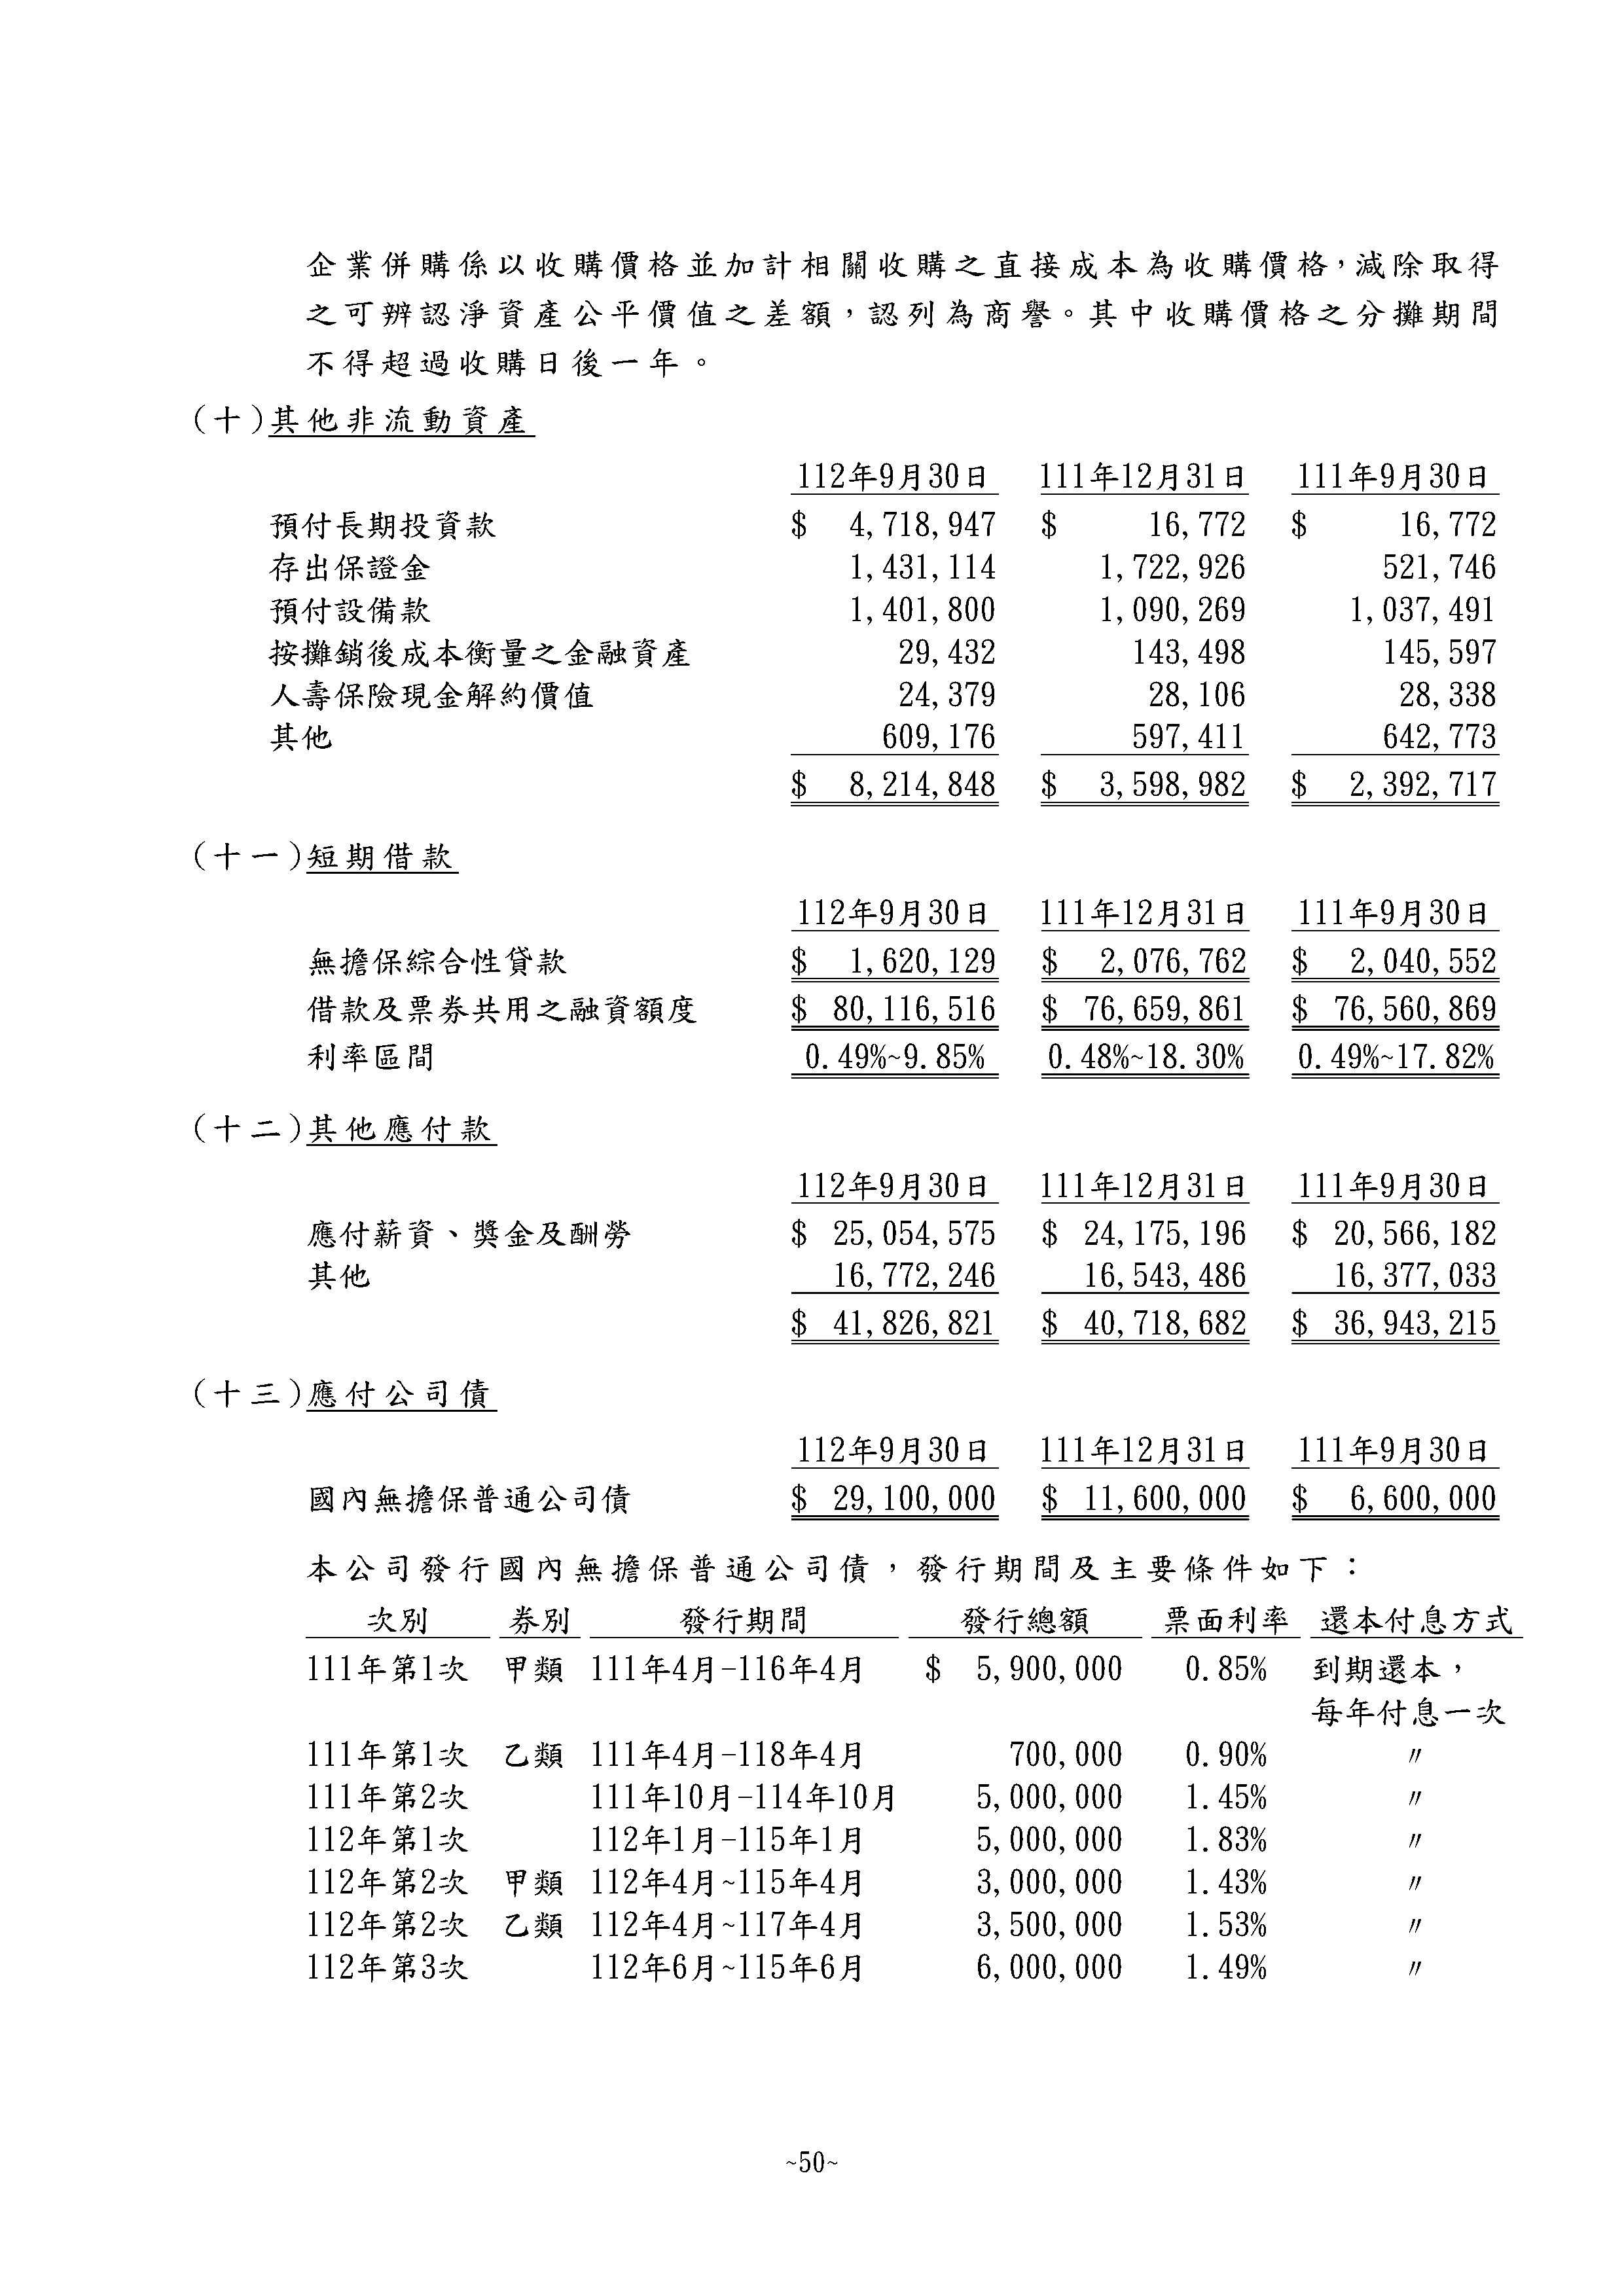 企業併購係以收購價格並加計相關收購之直接成本為收購價格，減除取得
之可辨認淨資產公平價值之差額，認列為商譽。其中收購價格之分攤期間
不得超過收購日後一年。
(十)其他非流動資產
112年9月30日 111年12月31日 111年9月30日
預付長期投資款 $ 4,718,947 $ 16,772 $ 16,772
存出保證金 1,431,114 1,722,926 521,746
預付設備款 1,401,800 1,090,269 1,037,491
按攤銷後成本衡量之金融資產 29,432 143,498 145,597
人壽保險現金解約價值 24,379 28,106 28,338
其他 609,176 597,411 642,773
$ 8,214,848 $ 3,598,982 $ 2,392,717
(十一)短期借款
112年9月30日 111年12月31日 111年9月30日
無擔保綜合性貸款 $ 1,620,129 $ 2,076,762 $ 2,040,552
借款及票券共用之融資額度 $ 80,116,516 $ 76,659,861 $ 76,560,869
利率區間 0.49%~9.85% 0.48%~18.30% 0.49%~17.82%
(十二)其他應付款
112年9月30日 111年12月31日 111年9月30日
應付薪資、獎金及酬勞 $ 25,054,575 $ 24,175,196 $ 20,566,182
其他 16,772,246 16,543,486 16,377,033
$ 41,826,821 $ 40,718,682 $ 36,943,215
(十三)應付公司債
112年9月30日 111年12月31日 111年9月30日
國內無擔保普通公司債 $ 29,100,000 $ 11,600,000 $ 6,600,000
本公司發行國內無擔保普通公司債，發行期間及主要條件如下：
次別 券別 發行期間 發行總額 票面利率 還本付息方式
111年第1次 甲類 111年4月-116年4月 $ 5,900,000 0.85% 到期還本，
每年付息一次
111年第1次 乙類 111年4月-118年4月 700,000 0.90% 〃
111年第2次 111年10月-114年10月 5,000,000 1.45% 〃
112年第1次 112年1月-115年1月 5,000,000 1.83% 〃
112年第2次 甲類 112年4月~115年4月 3,000,000 1.43% 〃
112年第2次 乙類 112年4月~117年4月 3,500,000 1.53% 〃
112年第3次 112年6月~115年6月 6,000,000 1.49% 〃
~50~